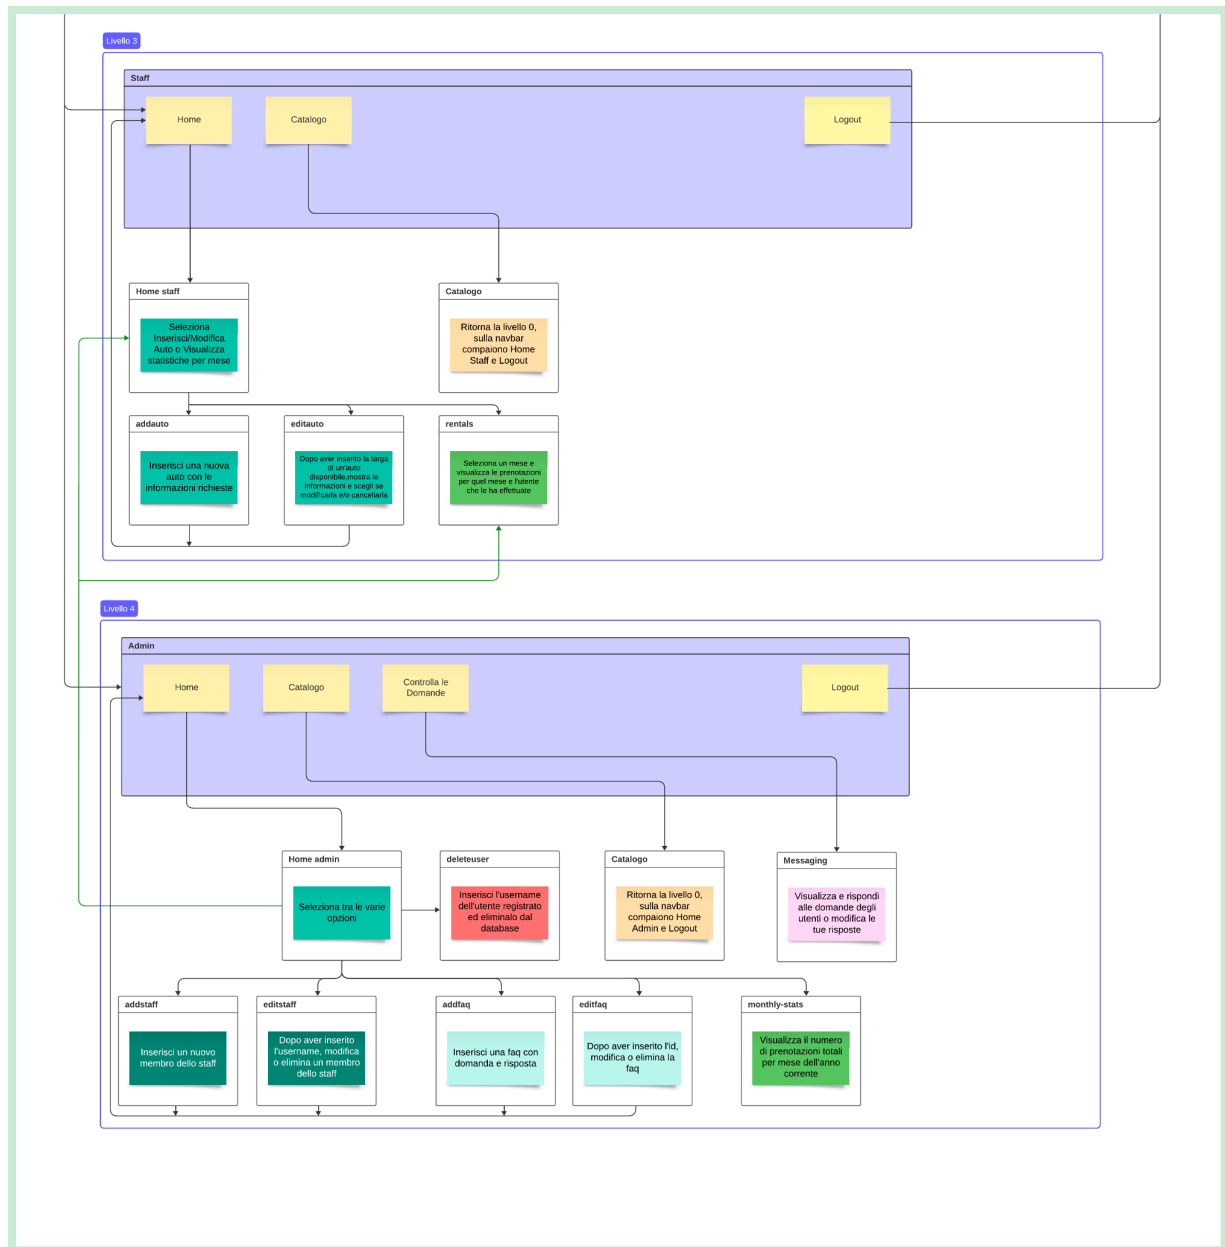 Livello 3
Staff
Home
Catalogo
Logout
Home staff
Seleziona
Inserisci/Modifica
Auto o Visualizza
statistiche per mese
Catalogo
Ritorna la livello 0,
sulla navbar
compaiono Home
Staff e Logout
addauto
Inserisci una nuova
auto con le
informazioni richieste
editauto
Dopo aver inserito la targa
di un'auto
disponibile,mostra le
informazioni e scegli se
modificarla e/o cancellarla
rentals
Seleziona un mese e
visualizza le prenotazioni
per quel mese e l'utente
che le ha effettuate
Livello 4
Admin
Home
Catalogo
Controlla le
Domande
Logout
Home admin
Seleziona tra le varie
opzioni
deleteuser
Inserisci l'username
dell'utente registrato
ed eliminalo dal
database
Catalogo
Ritorna la livello 0,
sulla navbar
compaiono Home
Admin e Logout
Messaging
Visualizza e rispondi
alle domande degli
utenti o modifica le
tue risposte
addstaff
Inserisci un nuovo
membro dello staff
editstaff
Dopo aver inserito
l'username, modifica
o elimina un membro
dello staff
addfaq
Inserisci una faq con
domanda e risposta
editfaq
Dopo aver inserito l'id,
modifica o elimina la
faq
monthly-stats
Visualizza il numero
di prenotazioni totali
per mese dell'anno
corrente